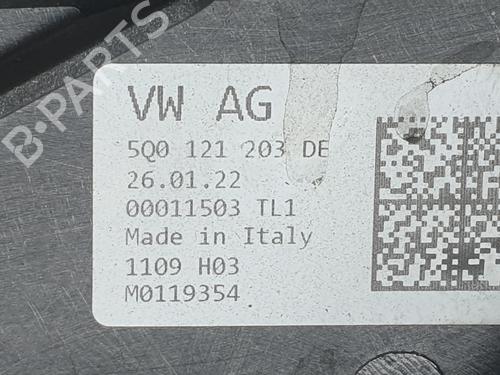 VW AG
5Q0 121 203 DE
26.01.22
00011503 TL1
Made in Italy
1109 H03
M0119354
B-PARTS